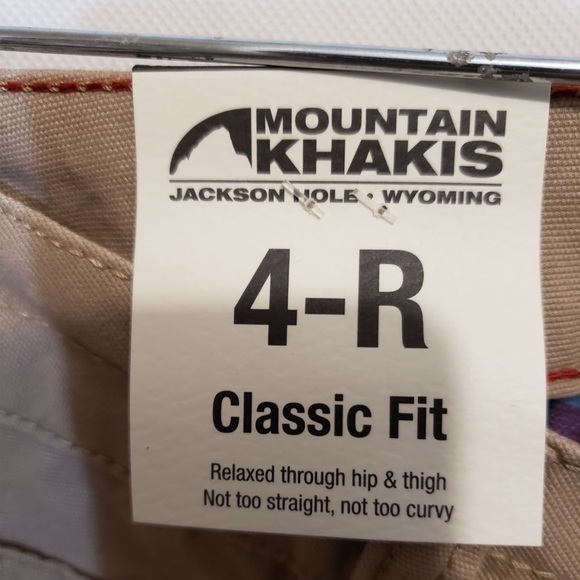 MOUNTAIN
KHAKIS
JACKSON HOLE • WYOMING
4-R
Classic Fit
Relaxed through hip & thigh
Not too straight, not too curvy